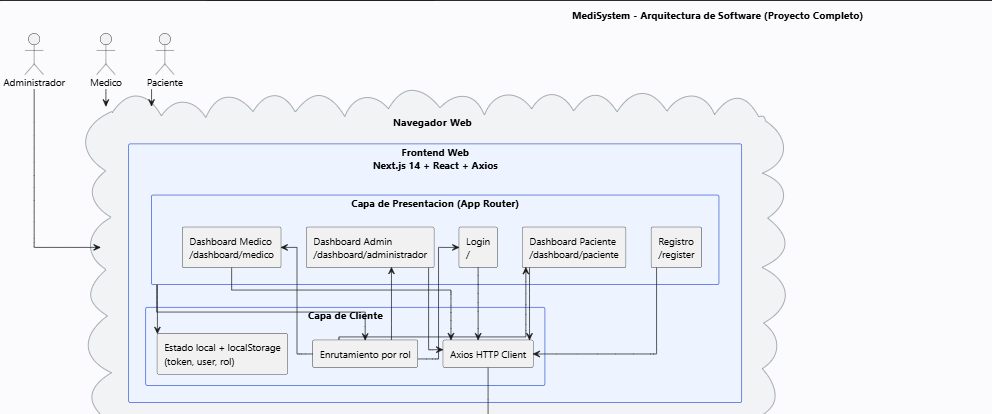 MediSystem - Arquitectura de Software (Proyecto Completo)
Administrador
Medico
Paciente
Navegador Web
Frontend Web
Next.js 14 + React + Axios
Capa de Presentacion (App Router)
Dashboard Medico
/dashboard/medico
Dashboard Admin
/dashboard/administrador
Login
/
Dashboard Paciente
/dashboard/paciente
Registro
/register
Capa de Cliente
Estado local + localStorage
(token, user, rol)
Enrutamiento por rol
Axios HTTP Client